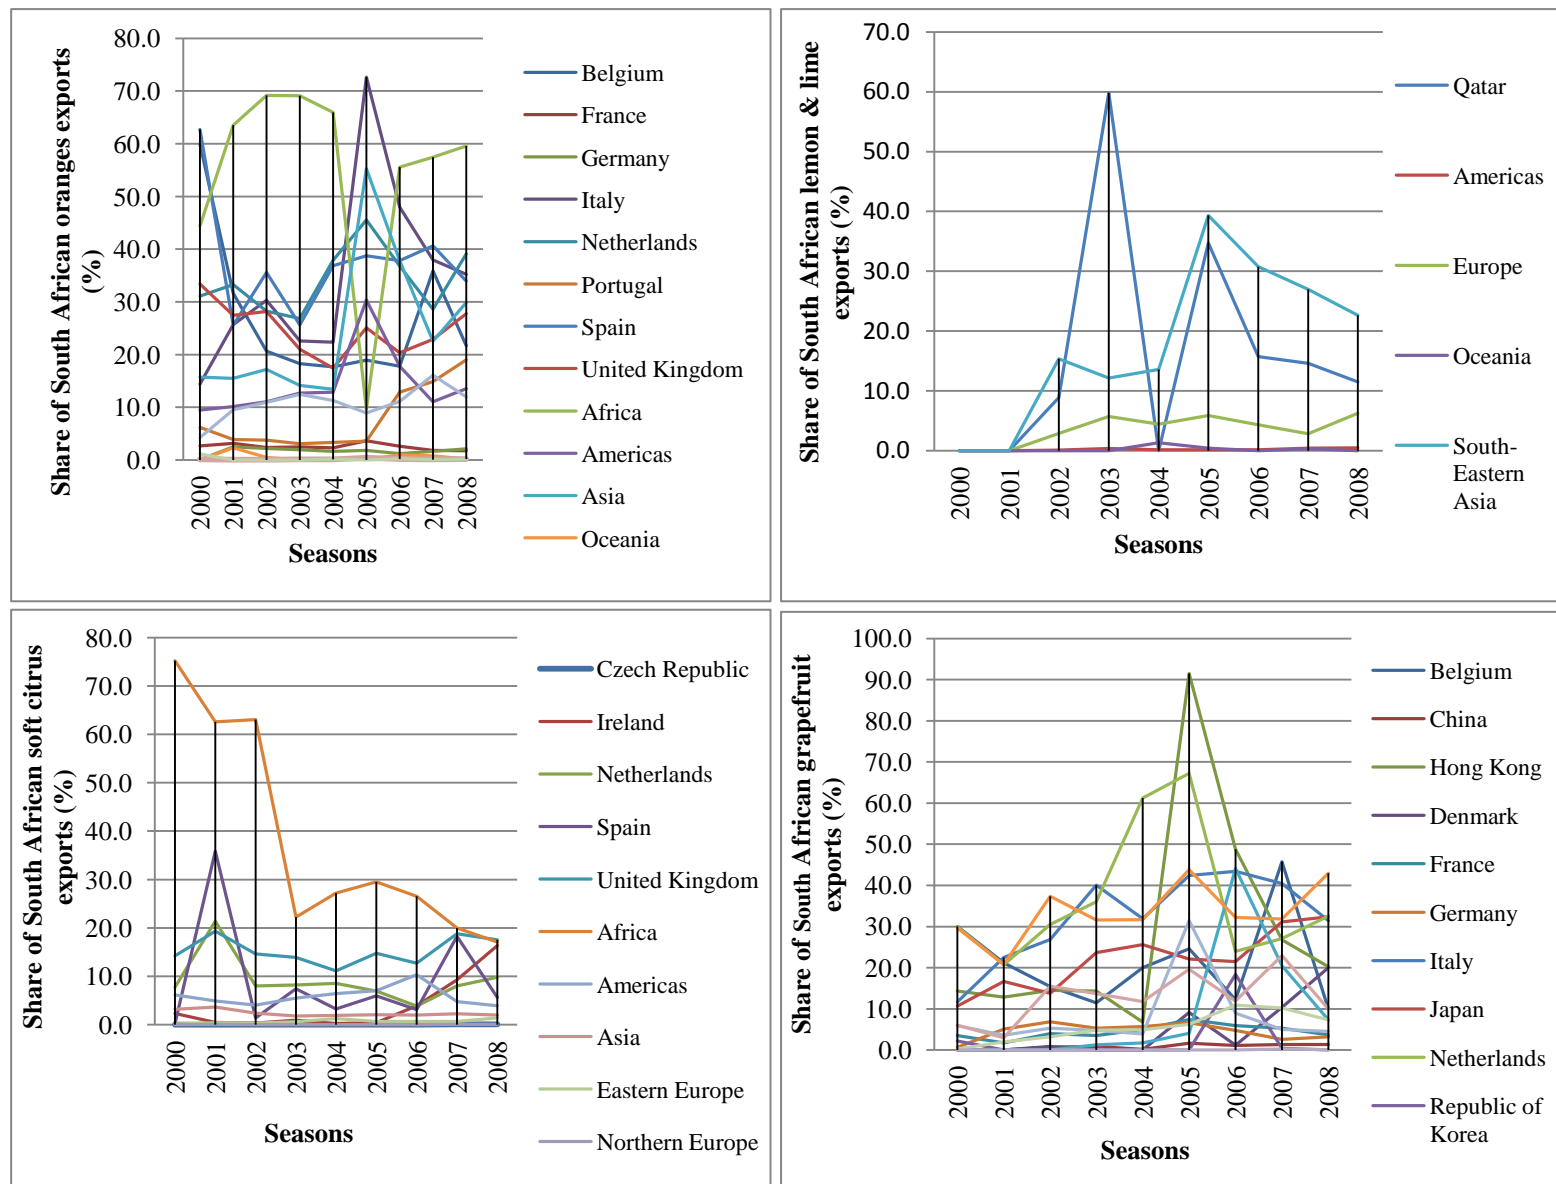 Share of South African oranges exports
(%)
80.0
70.0
60.0
50.0
40.0
30.0
20.0
10.0
0.0
2000
2001
2002
2003
2004
2005
2006
2007
2008
Seasons
Belgium
France
Germany
Italy
Netherlands
Portugal
Spain
United Kingdom
Africa
Americas
Asia
Oceania
Share of South African lemon & lime
exports (%)
70.0
60.0
50.0
40.0
30.0
20.0
10.0
0.0
2000
2001
2002
2003
2004
2005
2006
2007
2008
Seasons
Qatar
Americas
Europe
Oceania
South-
Eastern
Asia
Share of South African soft citrus
exports (%)
80.0
70.0
60.0
50.0
40.0
30.0
20.0
10.0
0.0
2000
2001
2002
2003
2004
2005
2006
2007
2008
Seasons
Czech Republic
Ireland
Netherlands
Spain
United Kingdom
Africa
Americas
Asia
Eastern Europe
Northern Europe
Share of South African grapefruit
exports (%)
100.0
90.0
80.0
70.0
60.0
50.0
40.0
30.0
20.0
10.0
0.0
2000
2001
2002
2003
2004
2005
2006
2007
2008
Seasons
Belgium
China
Hong Kong
Denmark
France
Germany
Italy
Japan
Netherlands
Republic of
Korea